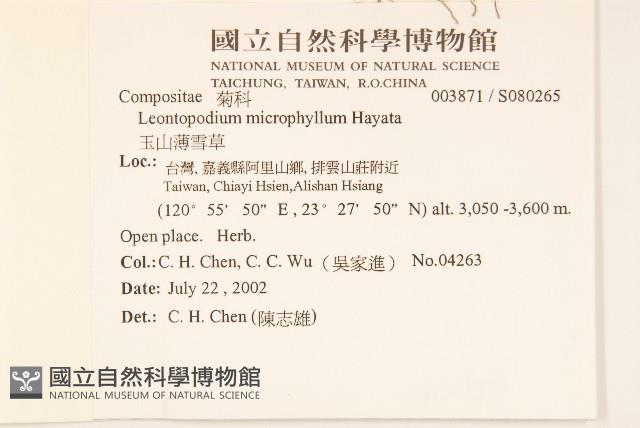 國立自然科學博物館
NATIONAL MUSEUM OF NATURAL SCIENCE
TAICHUNG, TAIWAN, R.O.CHINA
Compositae 菊科 003871 / S080265
Leontopodium microphyllum Hayata
玉山薄雪草
Loc.: 台灣, 嘉義縣阿里山鄉, 排雲山莊附近
Taiwan, Chiayi Hsien, Alishan Hsiang
(120° 55' 50" E , 23° 27' 50" N) alt. 3,050 -3,600 m.
Open place. Herb.
Col.: C. H. Chen, C. C. Wu (吳家進) No.04263
Date: July 22 , 2002
Det.: C. H. Chen (陳志雄)
國立自然科學博物館
NATIONAL MUSEUM OF NATURAL SCIENCE